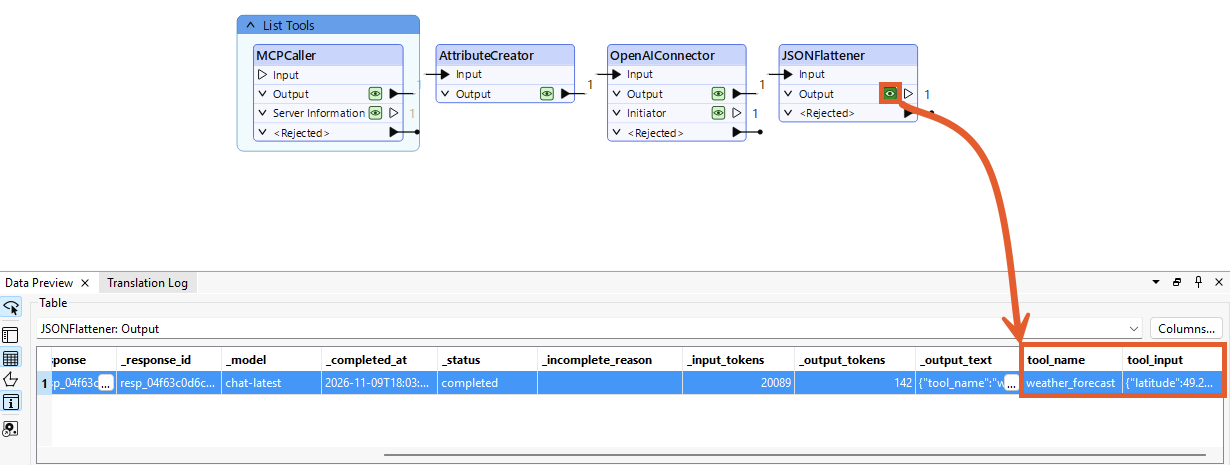 List Tools
MCPCaller
Input
Output
1
Server Information
1
<Rejected>
AttributeCreator
Input
Output
1
OpenAIConnector
Input
Output
1
Initiator
1
<Rejected>
JSONFlattener
Input
Output
1
<Rejected>
Data Preview
Translation Log
Table
JSONFlattener: Output
Columns...
sponse _response_id _model _completed_at _status _incomplete_reason _input_tokens _output_tokens _output_text tool_name tool_input
1 sp_04f63c... resp_04f63c0d6c... chat-latest 2026-11-09T18:03:... completed 20089 142 {"tool_name":"w... weather_forecast {"latitude":49.2...